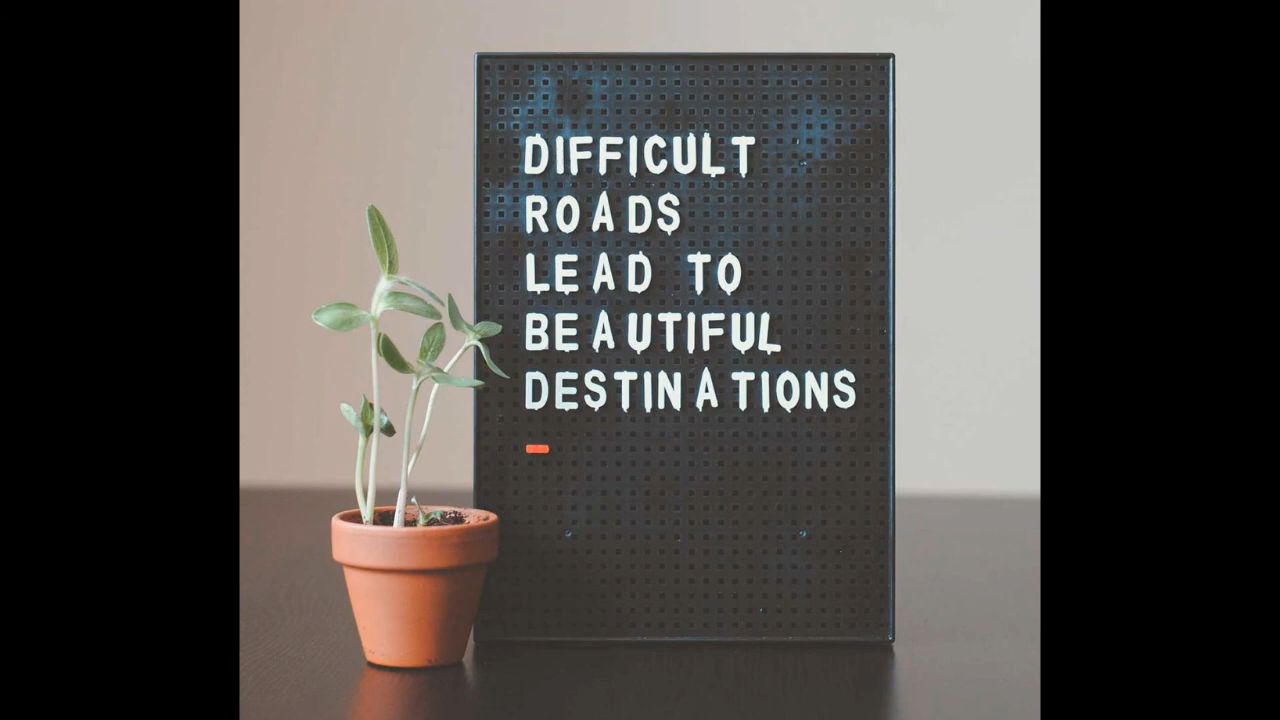 DIFFICULT
ROADS
LEAD TO
BEAUTIFUL
DESTINATIONS